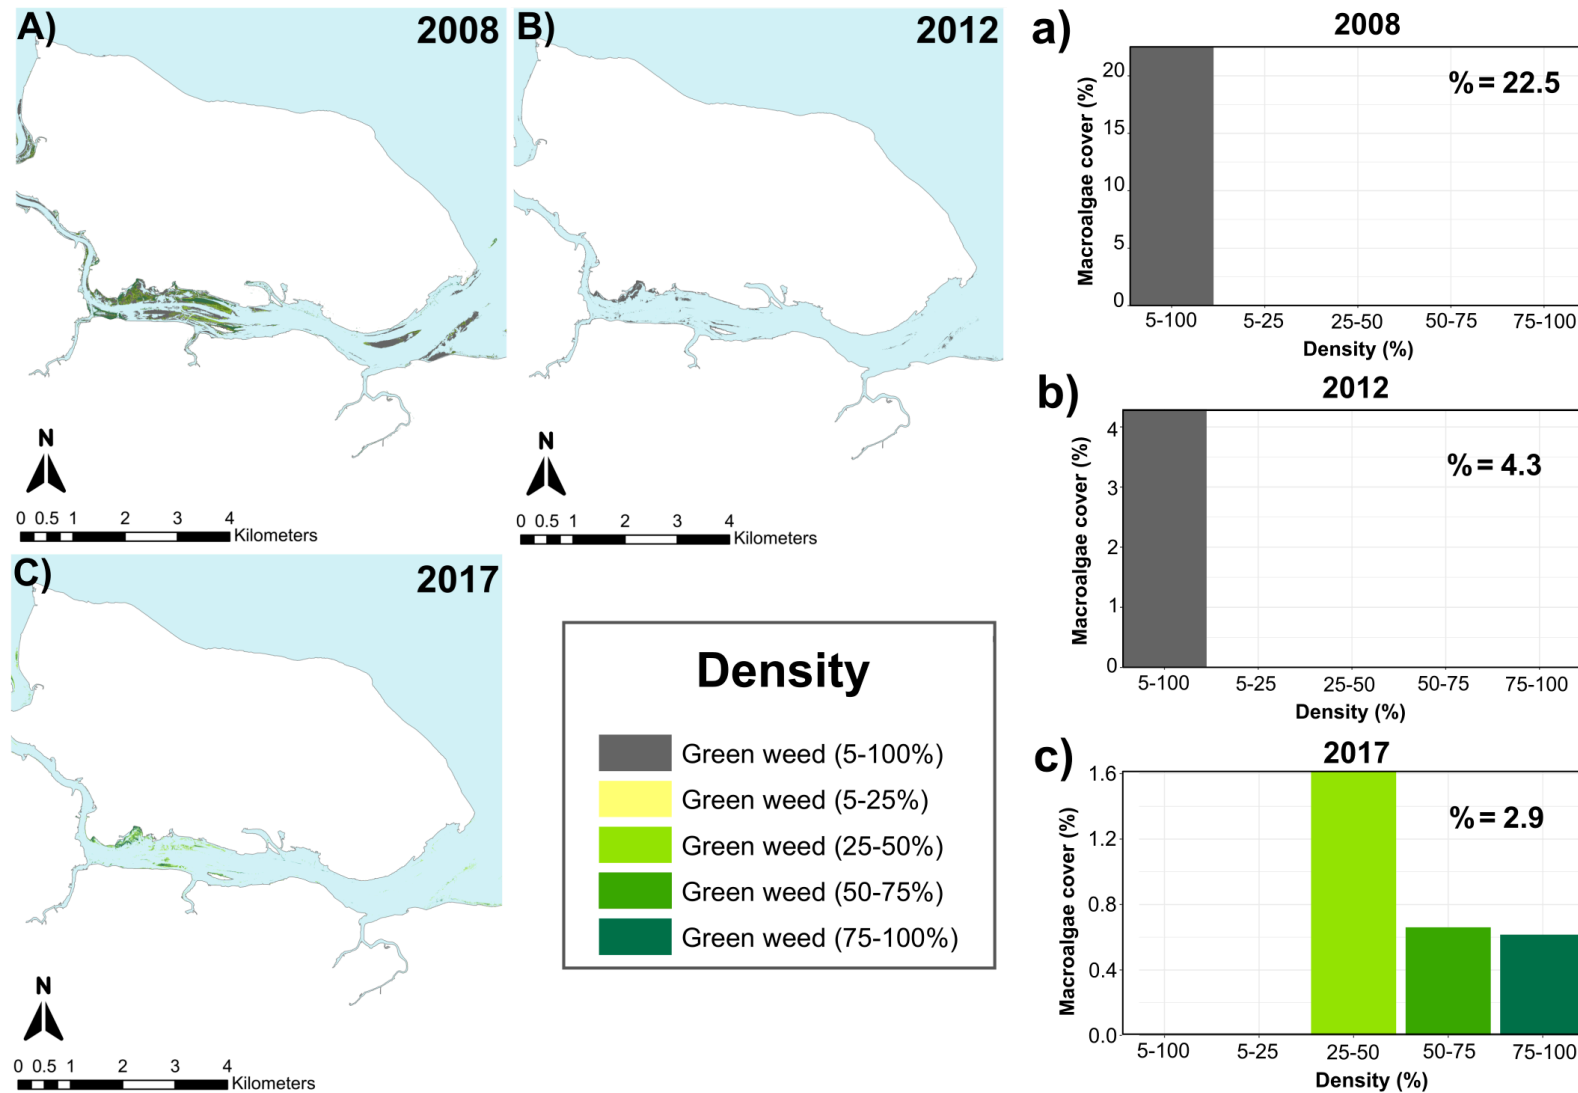 A)
2008
N
0 0.5 1 2 3 4
Kilometers
B)
2012
N
0 0.5 1 2 3 4
Kilometers
C)
2017
N
0 0.5 1 2 3 4
Kilometers
Density
Green weed (5-100%)
Green weed (5-25%)
Green weed (25-50%)
Green weed (50-75%)
Green weed (75-100%)
a)
2008
% = 22.5
Macroalgae cover (%)
20
15
10
5
0
5-100 5-25 25-50 50-75 75-100
Density (%)
b)
2012
% = 4.3
Macroalgae cover (%)
4
3
2
1
0
5-100 5-25 25-50 50-75 75-100
Density (%)
c)
2017
% = 2.9
Macroalgae cover (%)
1.6
1.2
0.8
0.4
0.0
5-100 5-25 25-50 50-75 75-100
Density (%)